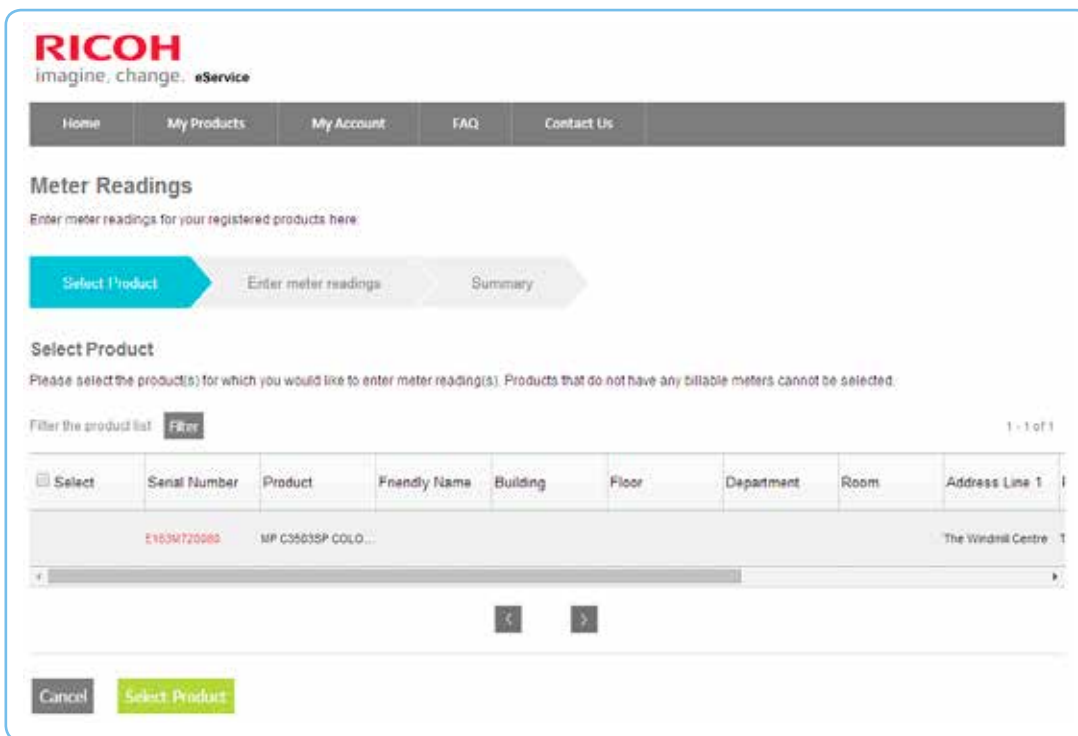 RICOH
imagine. change. eService
Home My Products My Account FAQ Contact Us
Meter Readings
Enter meter readings for your registered products here:
Select Product Enter meter readings Summary
Select Product
Please select the product(s) for which you would like to enter meter reading(s). Products that do not have any billable meters cannot be selected.
Filter the product list Filter 1 - 1 of 1
Select Serial Number Product Friendly Name Building Floor Department Room Address Line 1
MP C3503SP COLO... The Windmill Centre
Cancel Select Product